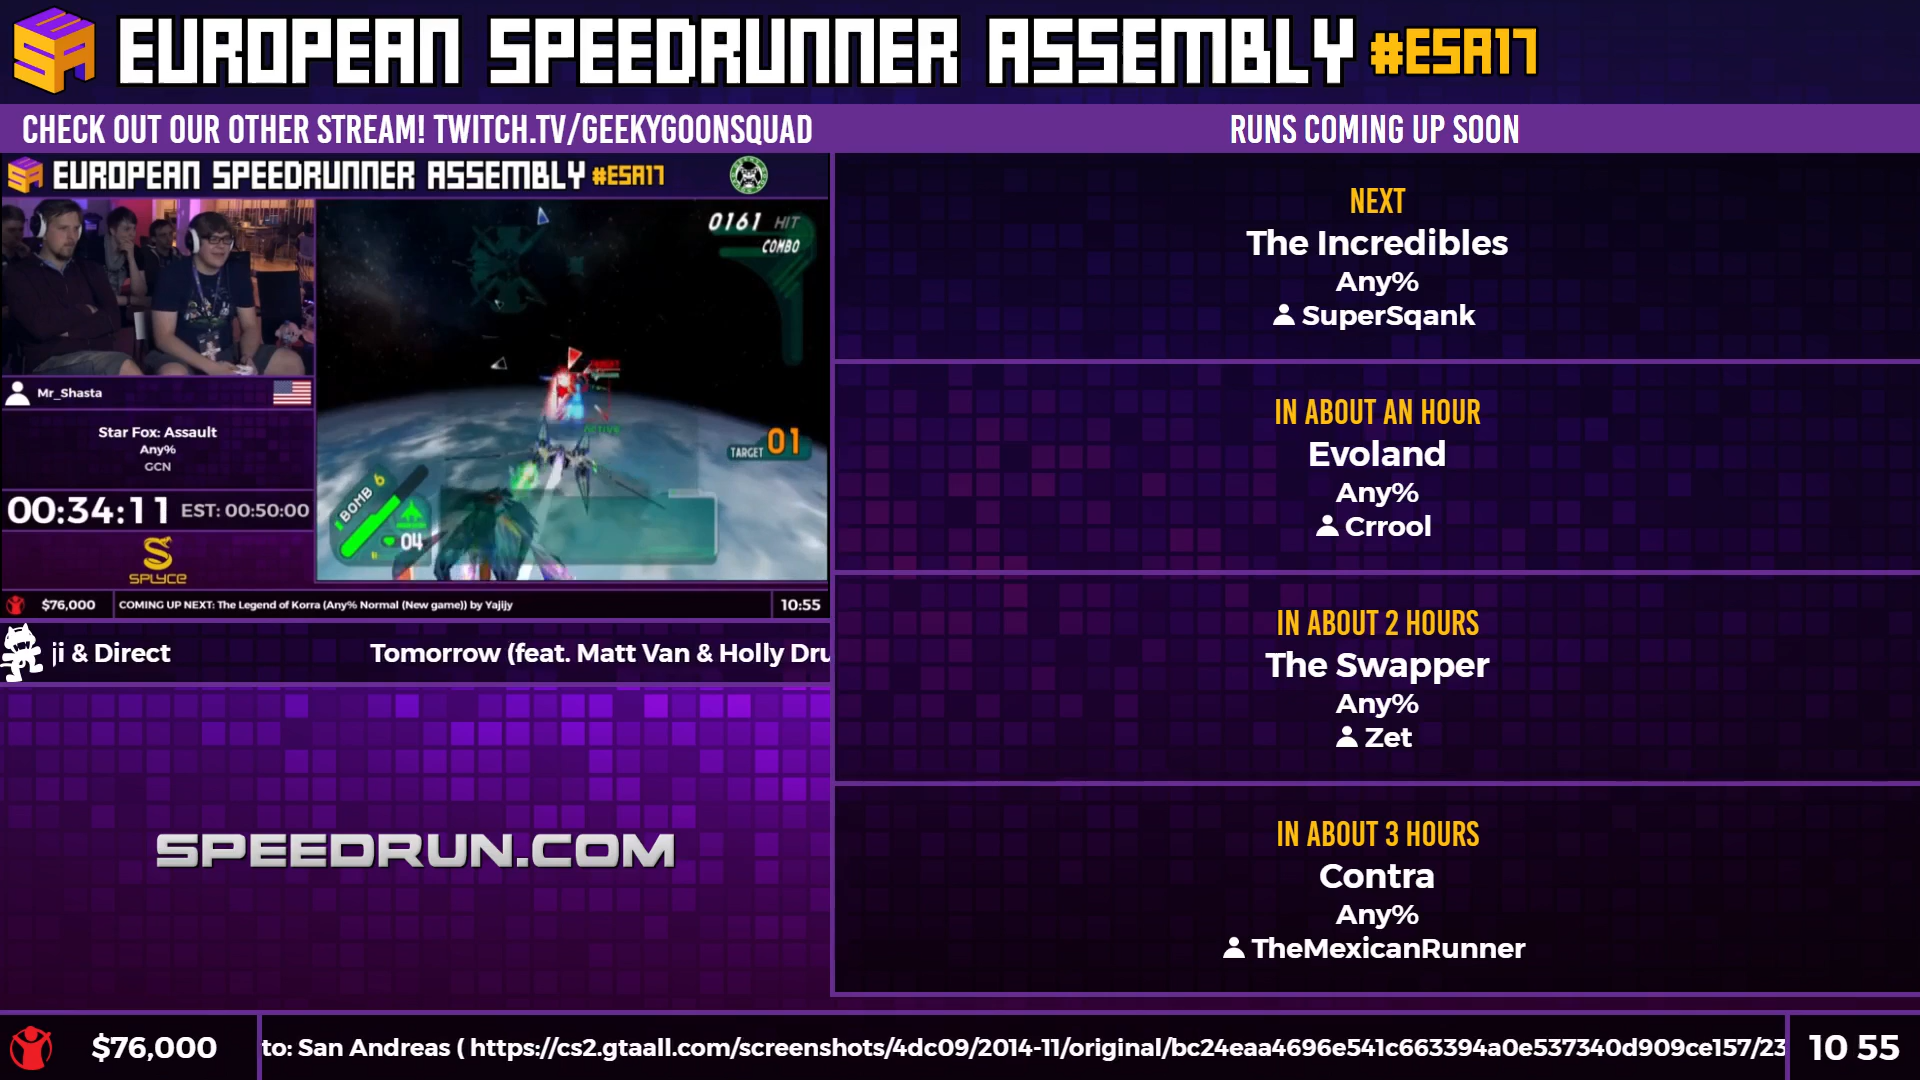 EUROPEAN SPEEDRUNNER ASSEMBLY #ESA17
CHECK OUT OUR OTHER STREAM! TWITCH.TV/GEEKYGOONSQUAD
EUROPEAN SPEEDRUNNER ASSEMBLY #ESA17
0161 HIT
COMBO
TARGET 01
BOMB 6
04
Mr_Shasta
Star Fox: Assault
Any%
GCN
00:34:11 EST: 00:50:00
SPLYCE
$76,000 COMING UP NEXT: The Legend of Korra (Any% Normal (New game)) by Yajijy 10:55
ji & Direct Tomorrow (feat. Matt Van & Holly Dru
SPEEDRUN.COM
RUNS COMING UP SOON
NEXT
The Incredibles
Any%
SuperSqank
IN ABOUT AN HOUR
Evoland
Any%
Crrool
IN ABOUT 2 HOURS
The Swapper
Any%
Zet
IN ABOUT 3 HOURS
Contra
Any%
TheMexicanRunner
$76,000 to: San Andreas ( https://cs2.gtaall.com/screenshots/4dc09/2014-11/original/bc24eaa4696e541c663394a0e537340d909ce157/23 10 55